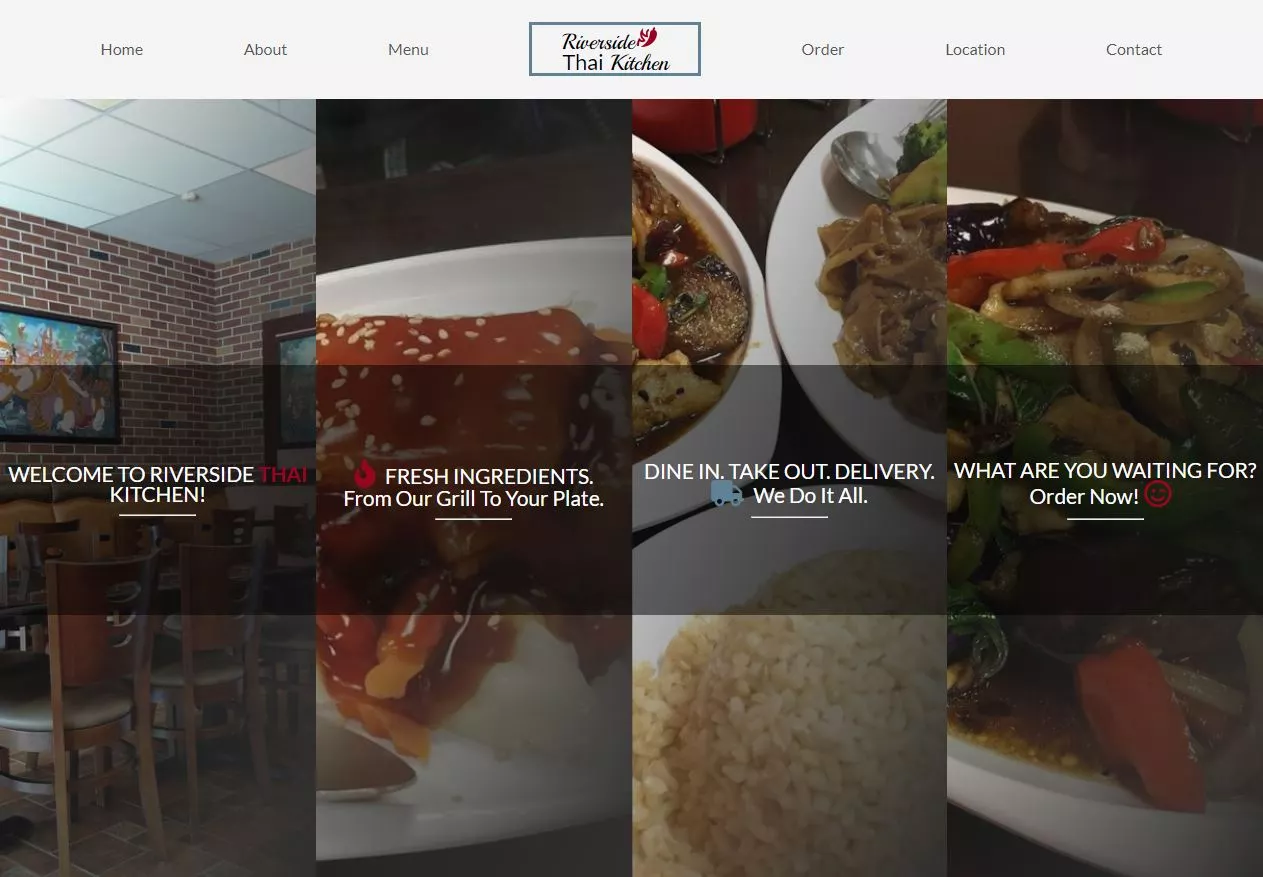 Home
About
Menu
Riverside
Thai Kitchen
Order
Location
Contact
WELCOME TO RIVERSIDE THAI
KITCHEN!
FRESH INGREDIENTS.
From Our Grill To Your Plate.
DINE IN. TAKE OUT. DELIVERY.
We Do It All.
WHAT ARE YOU WAITING FOR?
Order Now!